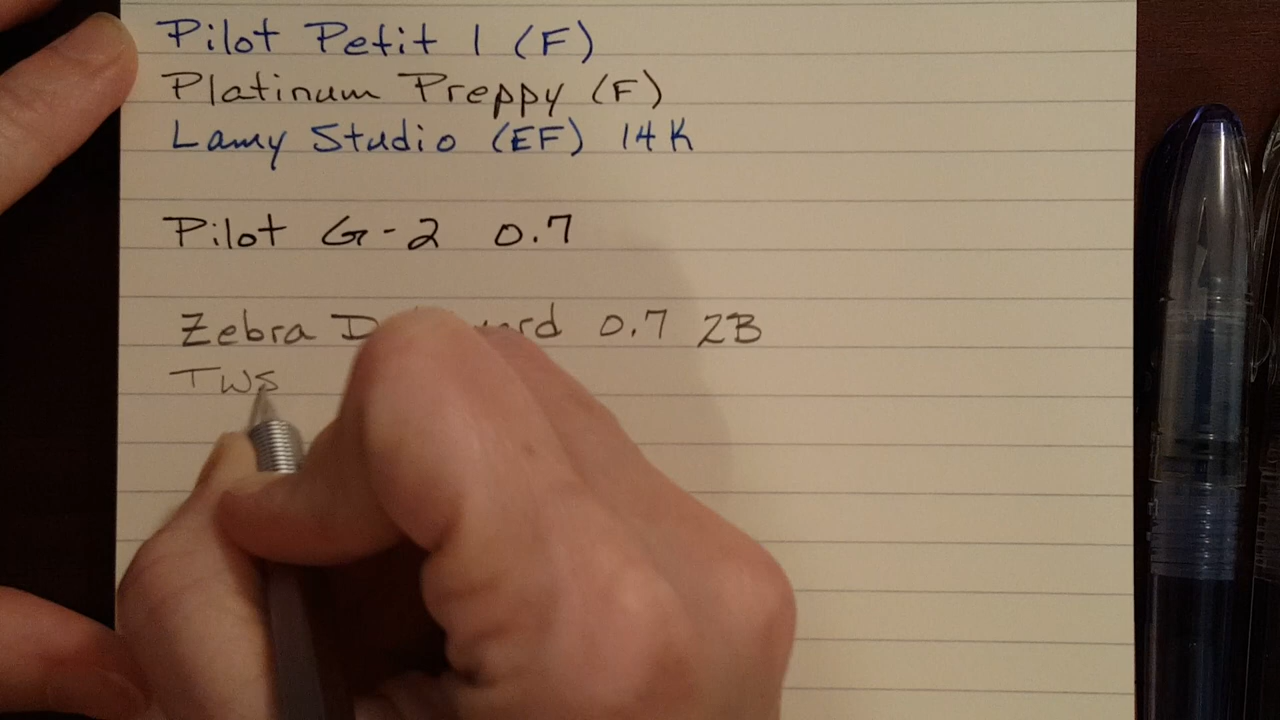 Pilot Petit 1 (F)
Platinum Preppy (F)
Lamy Studio (EF) 14K
Pilot G-2 0.7
Zebra 0.7 2B
TWS